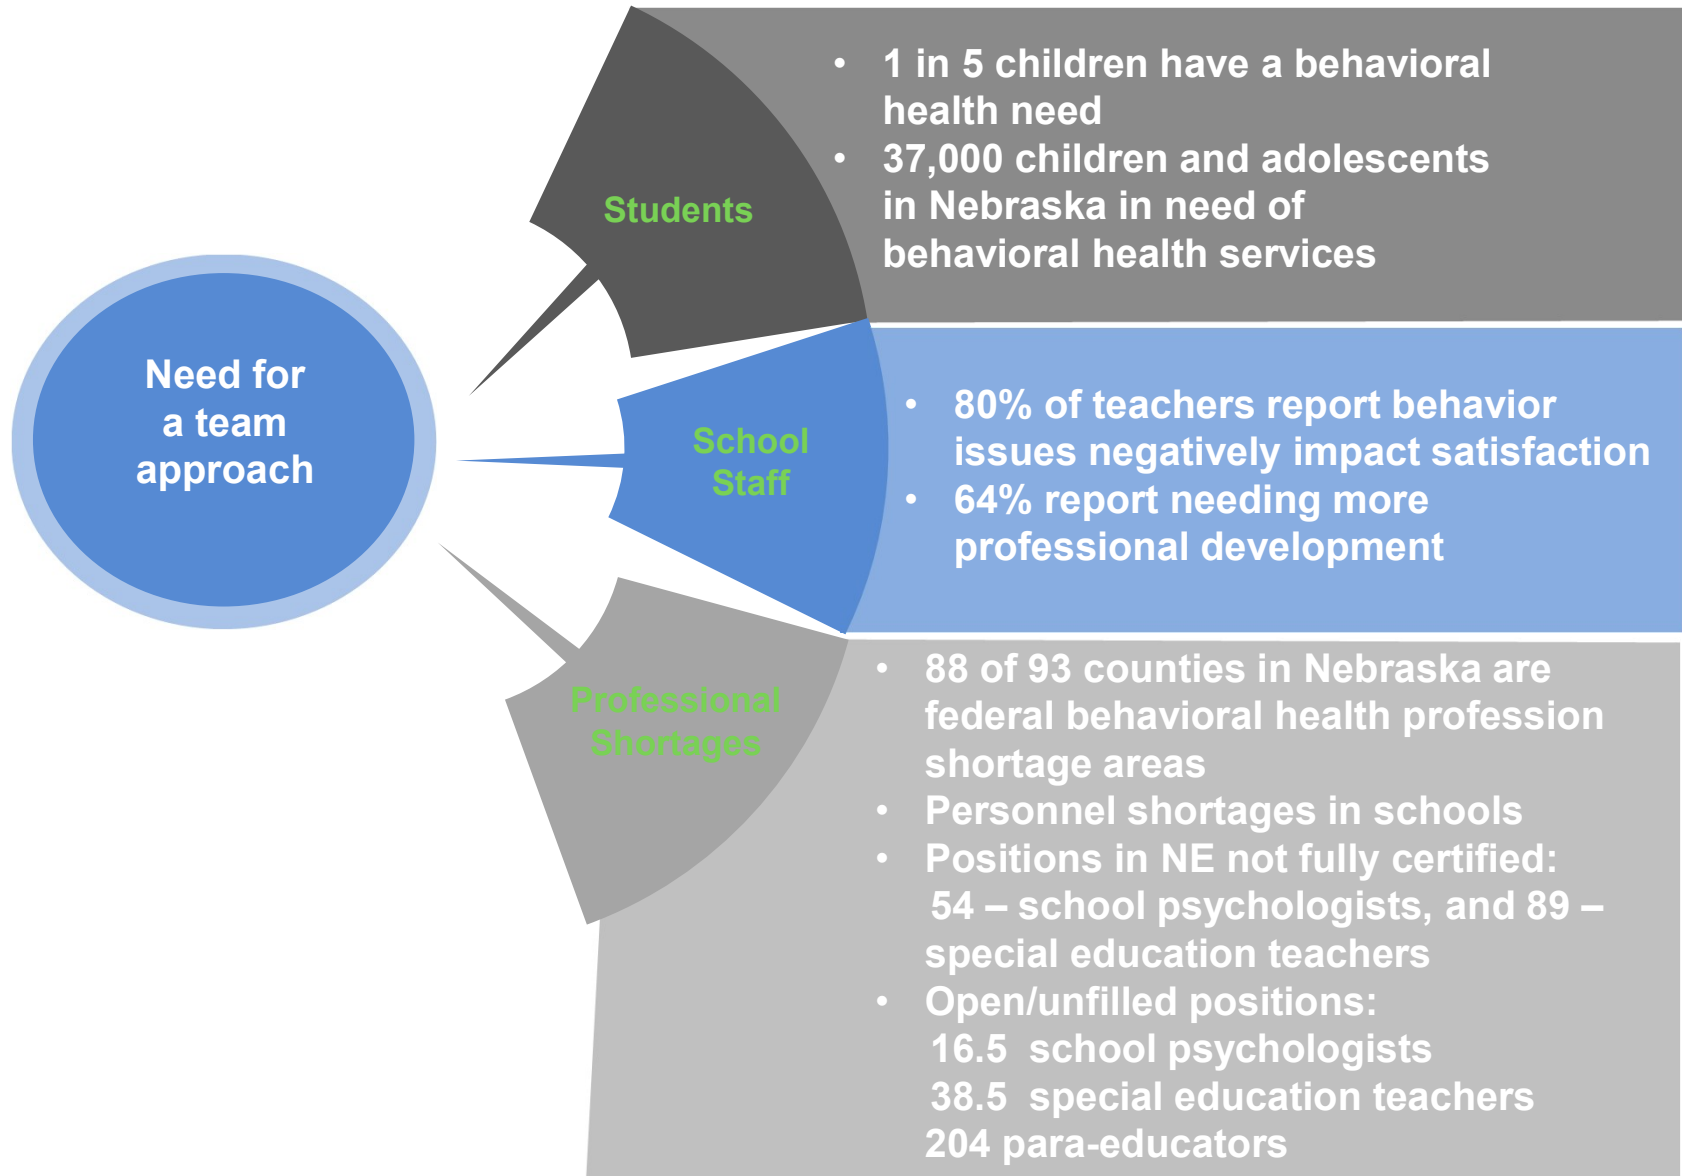 Need for
a team
approach
Students
• 1 in 5 children have a behavioral
health need
• 37,000 children and adolescents
in Nebraska in need of
behavioral health services
School
Staff
• 80% of teachers report behavior
issues negatively impact satisfaction
• 64% report needing more
professional development
Professional
Shortages
• 88 of 93 counties in Nebraska are
federal behavioral health profession
shortage areas
• Personnel shortages in schools
• Positions in NE not fully certified:
54 – school psychologists, and 89 –
special education teachers
• Open/unfilled positions:
16.5 school psychologists
38.5 special education teachers
204 para-educators